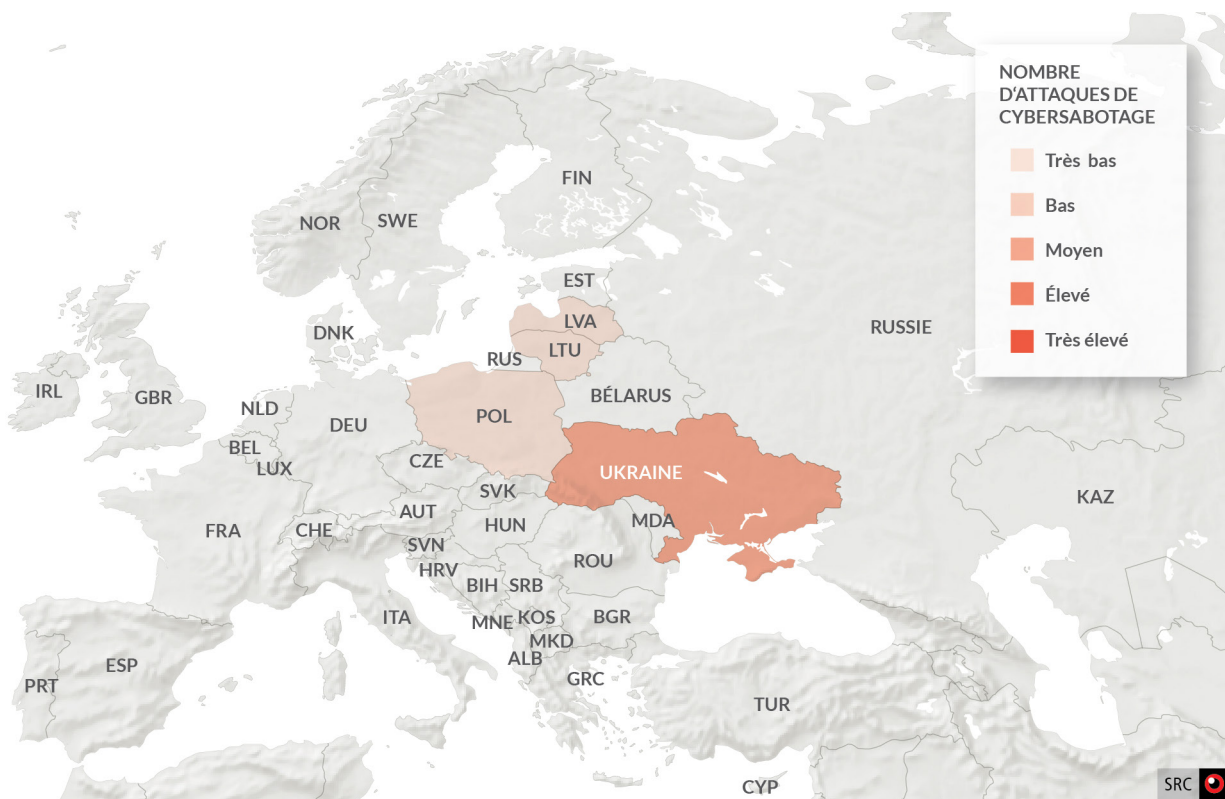 NOMBRE
D'ATTAQUES DE
CYBERSABOTAGE
Très bas
Bas
Moyen
Élevé
Très élevé
FIN
NOR
SWE
EST
LVA
DNK
RUSSIE
LTU
RUS
IRL
GBR
BÉLARUS
NLD
POL
DEU
BEL
CZE
LUX
UKRAINE
SVK
KAZ
AUT
MDA
FRA
CHE
HUN
SVN
ROU
HRV
BIH
SRB
ITA
MNE
KOS
BGR
MKD
ALB
ESP
GRC
PRT
TUR
CYP
SRC